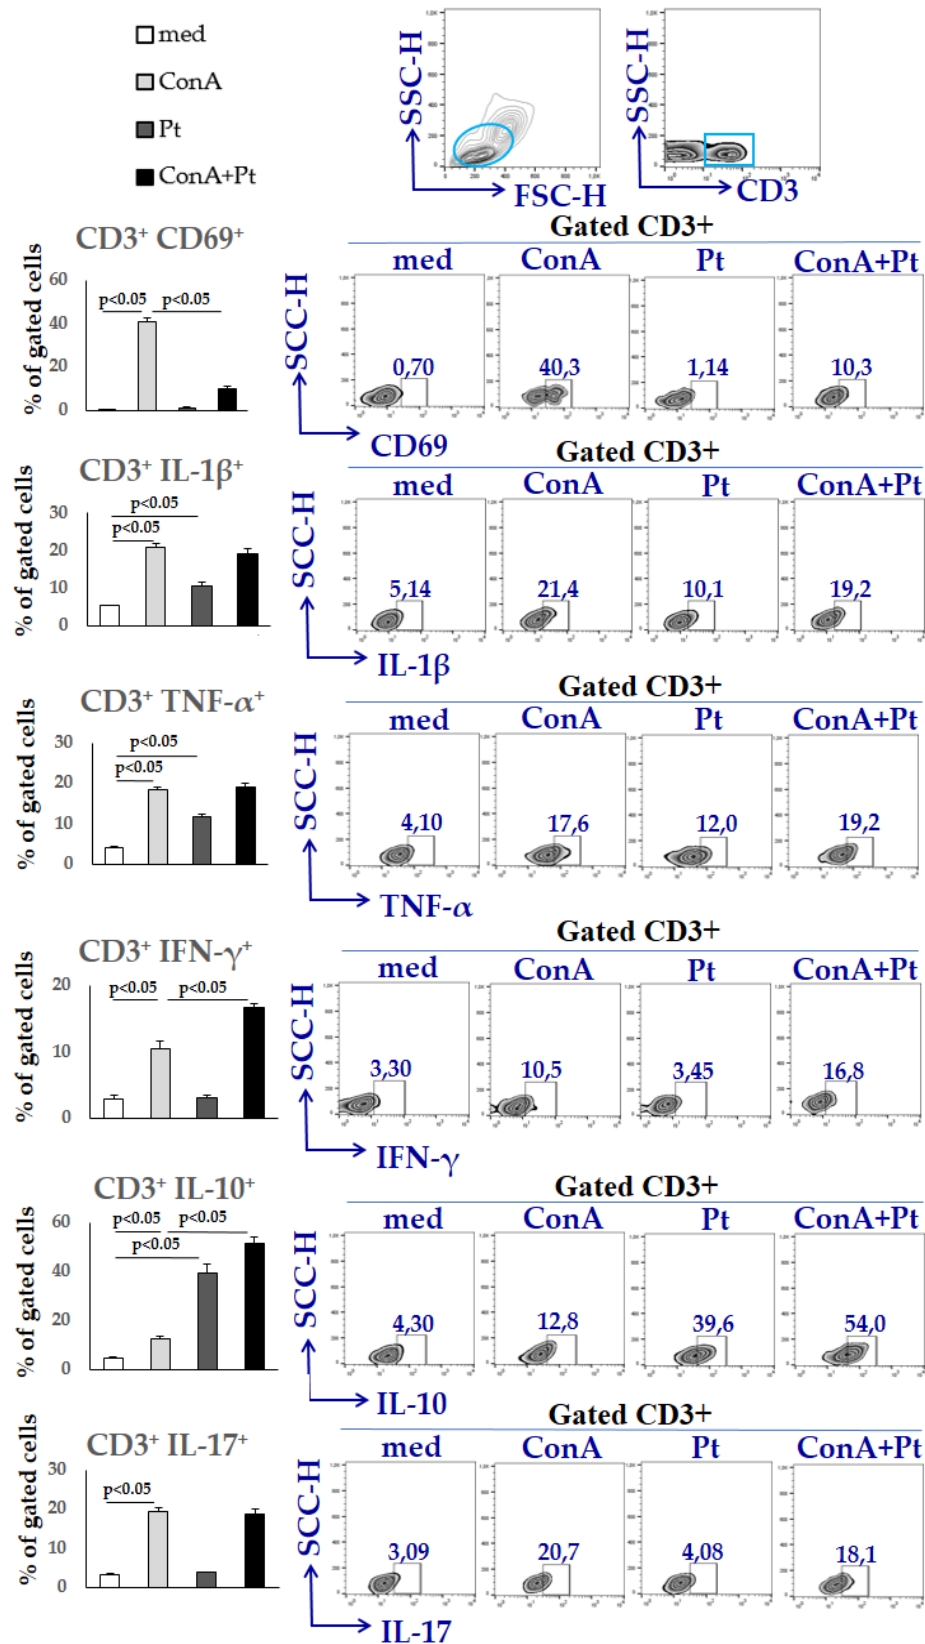 med
ConA
Pt
ConA+Pt
SSC-H
FSC-H
SSC-H
CD3
CD3+ CD69+
% of gated cells
60
40
20
0
p<0.05
p<0.05
Gated CD3+
med
ConA
Pt
ConA+Pt
SCC-H
0,70
40,3
1,14
10,3
CD69
CD3+ IL-1β+
% of gated cells
30
20
10
0
p<0.05
p<0.05
Gated CD3+
med
ConA
Pt
ConA+Pt
SCC-H
5,14
21,4
10,1
19,2
IL-1β
CD3+ TNF-α+
% of gated cells
30
20
10
0
p<0.05
p<0.05
Gated CD3+
med
ConA
Pt
ConA+Pt
SCC-H
4,10
17,6
12,0
19,2
TNF-α
CD3+ IFN-γ+
% of gated cells
20
10
0
p<0.05
p<0.05
Gated CD3+
med
ConA
Pt
ConA+Pt
SCC-H
3,30
10,5
3,45
16,8
IFN-γ
CD3+ IL-10+
% of gated cells
60
40
20
0
p<0.05
p<0.05
p<0.05
Gated CD3+
med
ConA
Pt
ConA+Pt
SCC-H
4,30
12,8
39,6
54,0
IL-10
CD3+ IL-17+
% of gated cells
30
20
10
0
p<0.05
Gated CD3+
med
ConA
Pt
ConA+Pt
SCC-H
3,09
20,7
4,08
18,1
IL-17